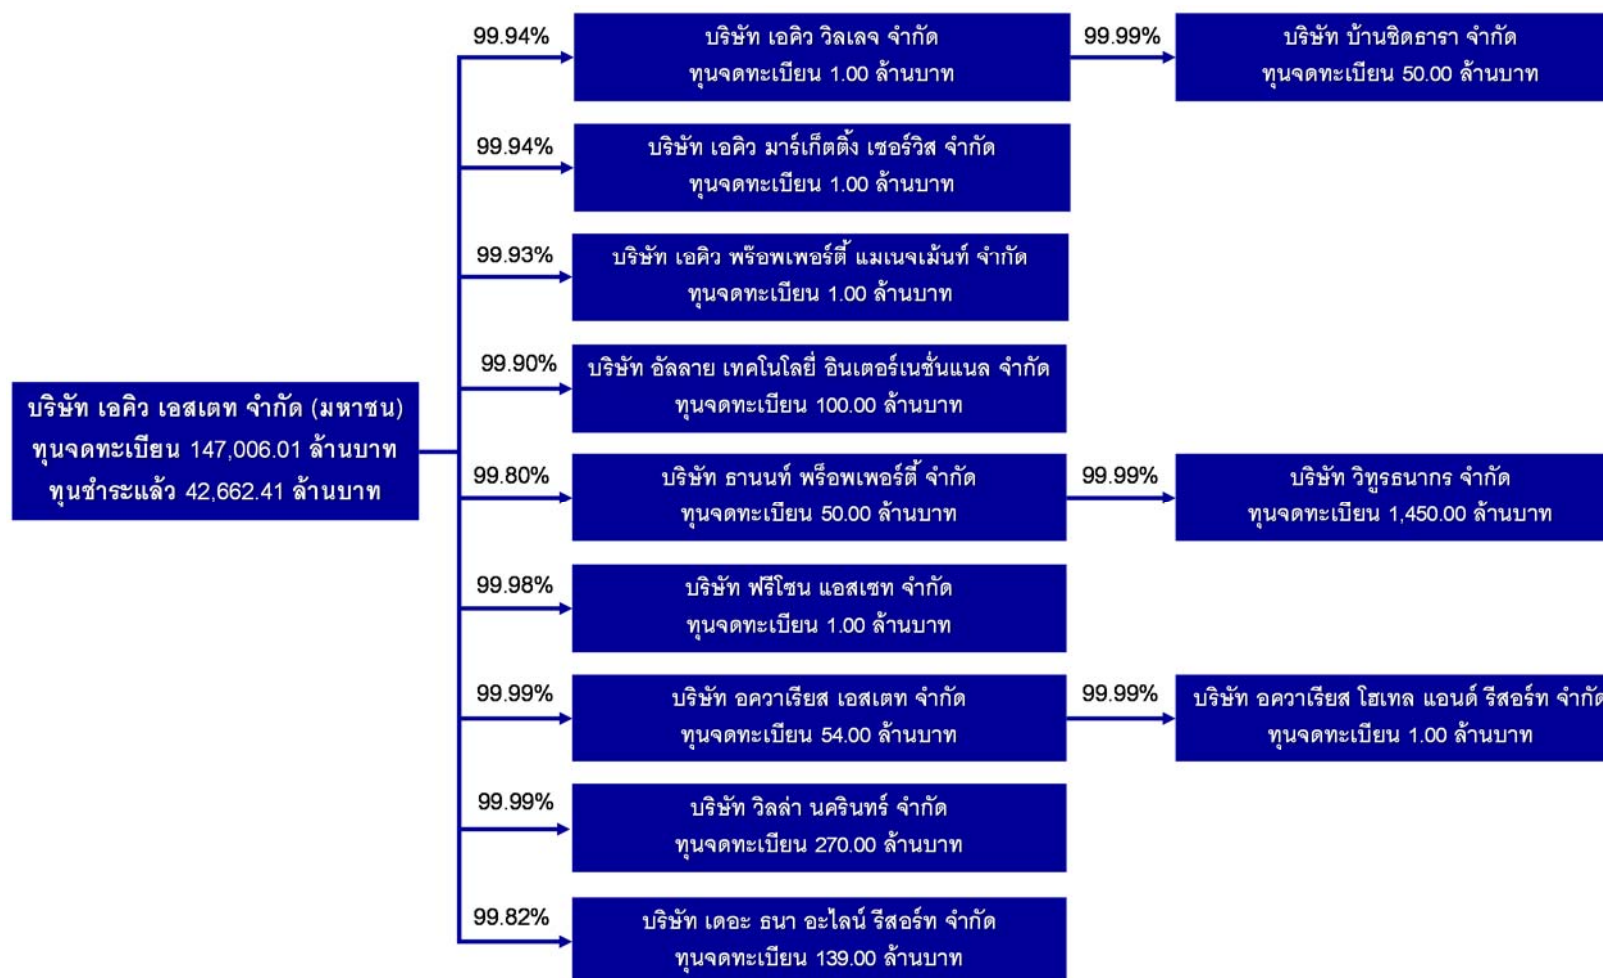 99.94%
บริษัท เอคิว วิลเลจ จำกัด
ทุนจดทะเบียน 1.00 ล้านบาท
99.99%
บริษัท บ้านชิดธารา จำกัด
ทุนจดทะเบียน 50.00 ล้านบาท
99.94%
บริษัท เอคิว มาร์เก็ตติ้ง เซอร์วิส จำกัด
ทุนจดทะเบียน 1.00 ล้านบาท
99.93%
บริษัท เอคิว พร๊อพเพอร์ตี้ แมเนจเม้นท์ จำกัด
ทุนจดทะเบียน 1.00 ล้านบาท
99.90%
บริษัท อัลลาย เทคโนโลยี่ อินเตอร์เนชั่นแนล จำกัด
ทุนจดทะเบียน 100.00 ล้านบาท
บริษัท เอคิว เอสเตท จำกัด (มหาชน)
ทุนจดทะเบียน 147,006.01 ล้านบาท
ทุนชำระแล้ว 42,662.41 ล้านบาท
99.80%
บริษัท ธานนท์ พร็อพเพอร์ตี้ จำกัด
ทุนจดทะเบียน 50.00 ล้านบาท
99.99%
บริษัท วิทูรธนากร จำกัด
ทุนจดทะเบียน 1,450.00 ล้านบาท
99.98%
บริษัท ฟรีโซน แอสเซท จำกัด
ทุนจดทะเบียน 1.00 ล้านบาท
99.99%
บริษัท อควาเรียส เอสเตท จำกัด
ทุนจดทะเบียน 54.00 ล้านบาท
99.99%
บริษัท อควาเรียส โฮเทล แอนด์ รีสอร์ท จำกัด
ทุนจดทะเบียน 1.00 ล้านบาท
99.99%
บริษัท วิลล่า นครินทร์ จำกัด
ทุนจดทะเบียน 270.00 ล้านบาท
99.82%
บริษัท เดอะ ธนา อะไลน์ รีสอร์ท จำกัด
ทุนจดทะเบียน 139.00 ล้านบาท